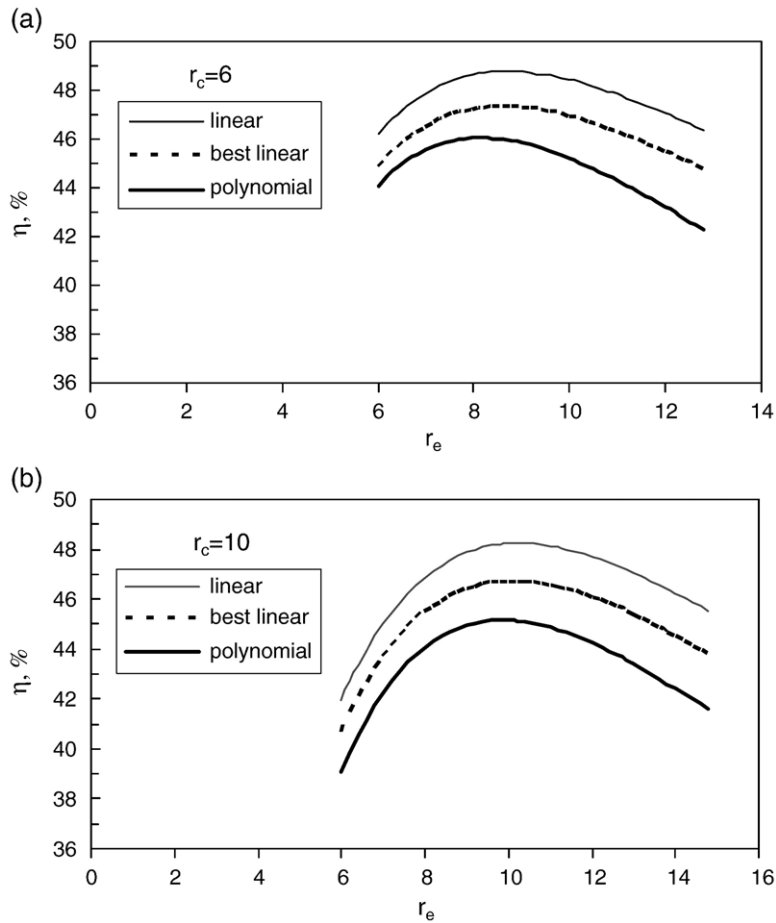 (a)
50
48
46
44
42
40
38
36
η, %
r_c=6
linear
best linear
polynomial
0 2 4 6 8 10 12 14
r_e
(b)
50
48
46
44
42
40
38
36
η, %
r_c=10
linear
best linear
polynomial
0 2 4 6 8 10 12 14 16
r_e